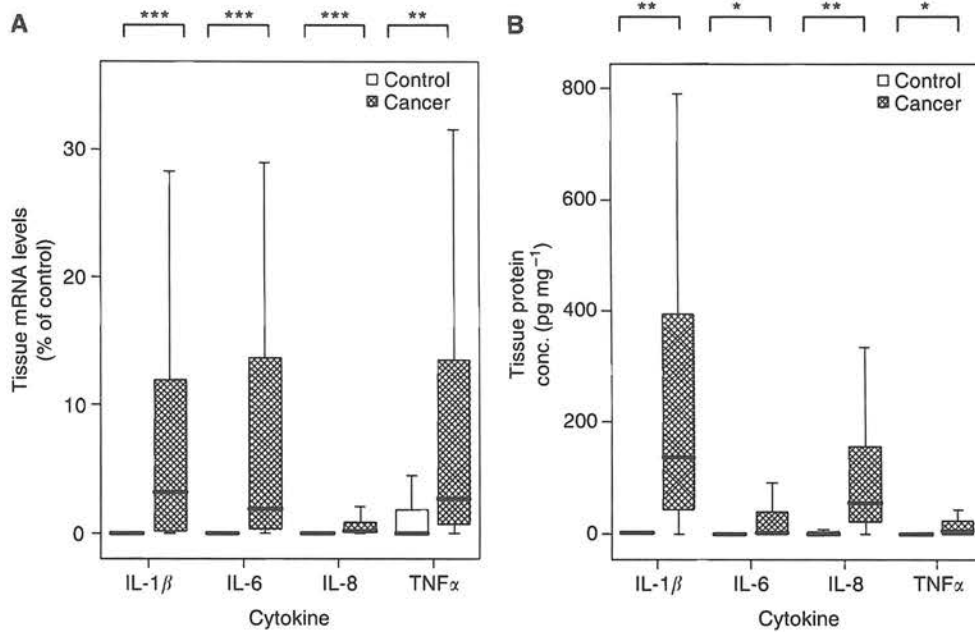 A
*** *** *** **
Control
Cancer
30
20
10
0
Tissue mRNA levels
(% of control)
IL-1β IL-6 IL-8 TNFα
Cytokine
B
** * ** *
Control
Cancer
800
600
400
200
0
Tissue protein
conc. (pg mg⁻¹)
IL-1β IL-6 IL-8 TNFα
Cytokine